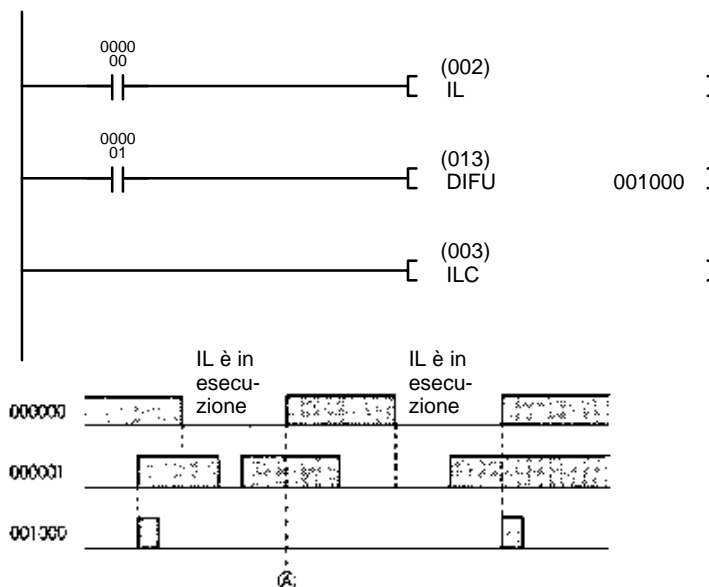 0000
00
(002)
IL
0000
01
(013)
DIFU 001000
(003)
ILC
IL è in
esecu-
zione
IL è in
esecu-
zione
000000
000001
001000
A